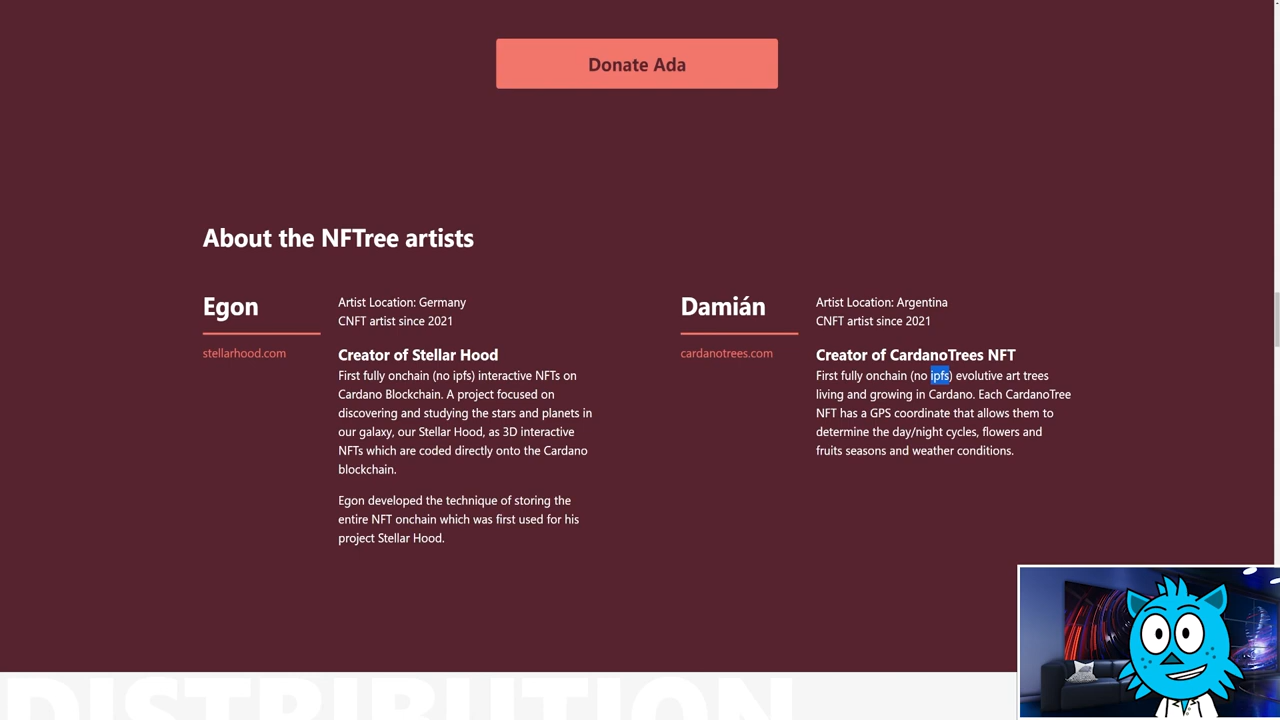 Donate Ada
About the NFTree artists
Egon
stellarhood.com
Artist Location: Germany
CNFT artist since 2021
Creator of Stellar Hood
First fully onchain (no ipfs) interactive NFTs on
Cardano Blockchain. A project focused on
discovering and studying the stars and planets in
our galaxy, our Stellar Hood, as 3D interactive
NFTs which are coded directly onto the Cardano
blockchain.
Egon developed the technique of storing the
entire NFT onchain which was first used for his
project Stellar Hood.
Damián
cardanotrees.com
Artist Location: Argentina
CNFT artist since 2021
Creator of CardanoTrees NFT
First fully onchain (no ipfs) evolutive art trees
living and growing in Cardano. Each CardanoTree
NFT has a GPS coordinate that allows them to
determine the day/night cycles, flowers and
fruits seasons and weather conditions.
DISTRIBUTION